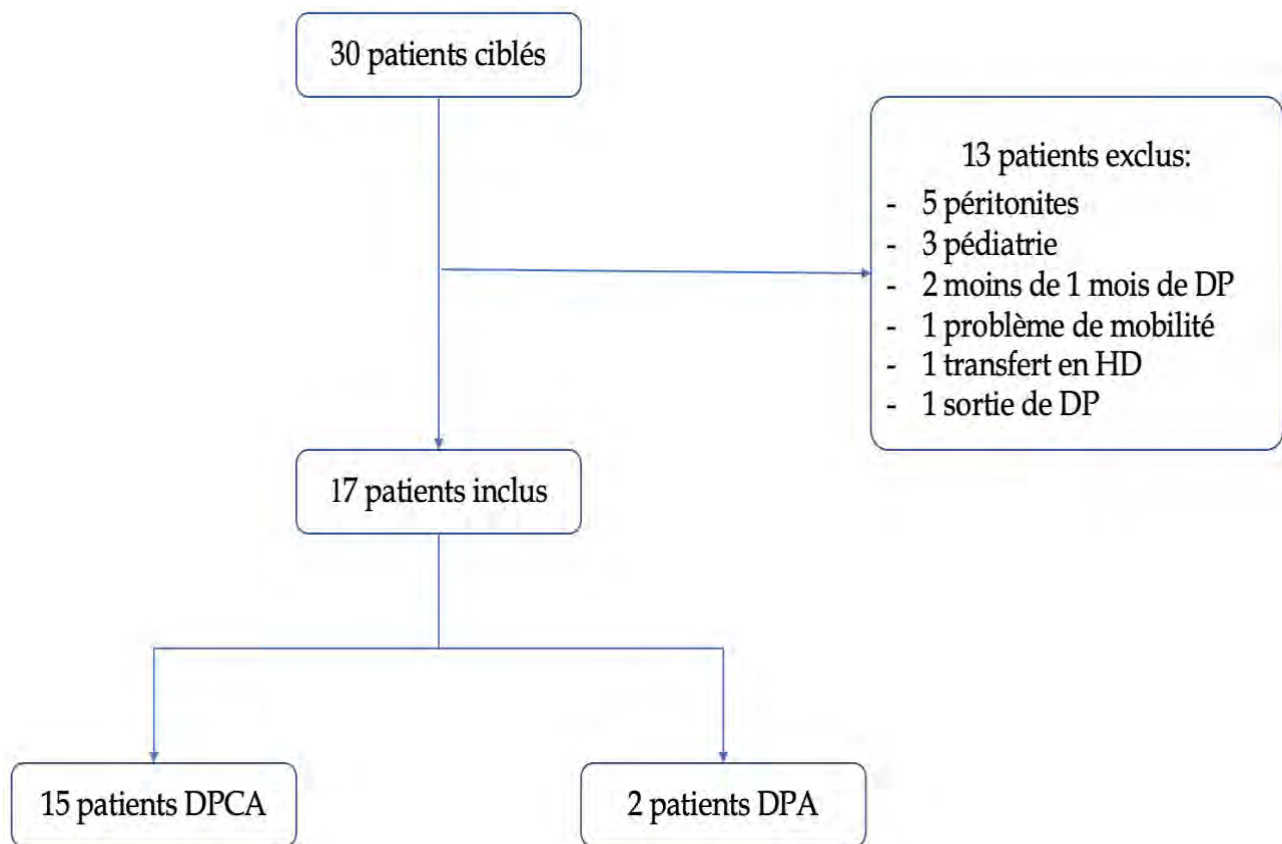 30 patients ciblés
13 patients exclus:
- 5 péritonites
- 3 pédiatrie
- 2 moins de 1 mois de DP
- 1 problème de mobilité
- 1 transfert en HD
- 1 sortie de DP
17 patients inclus
15 patients DPCA
2 patients DPA